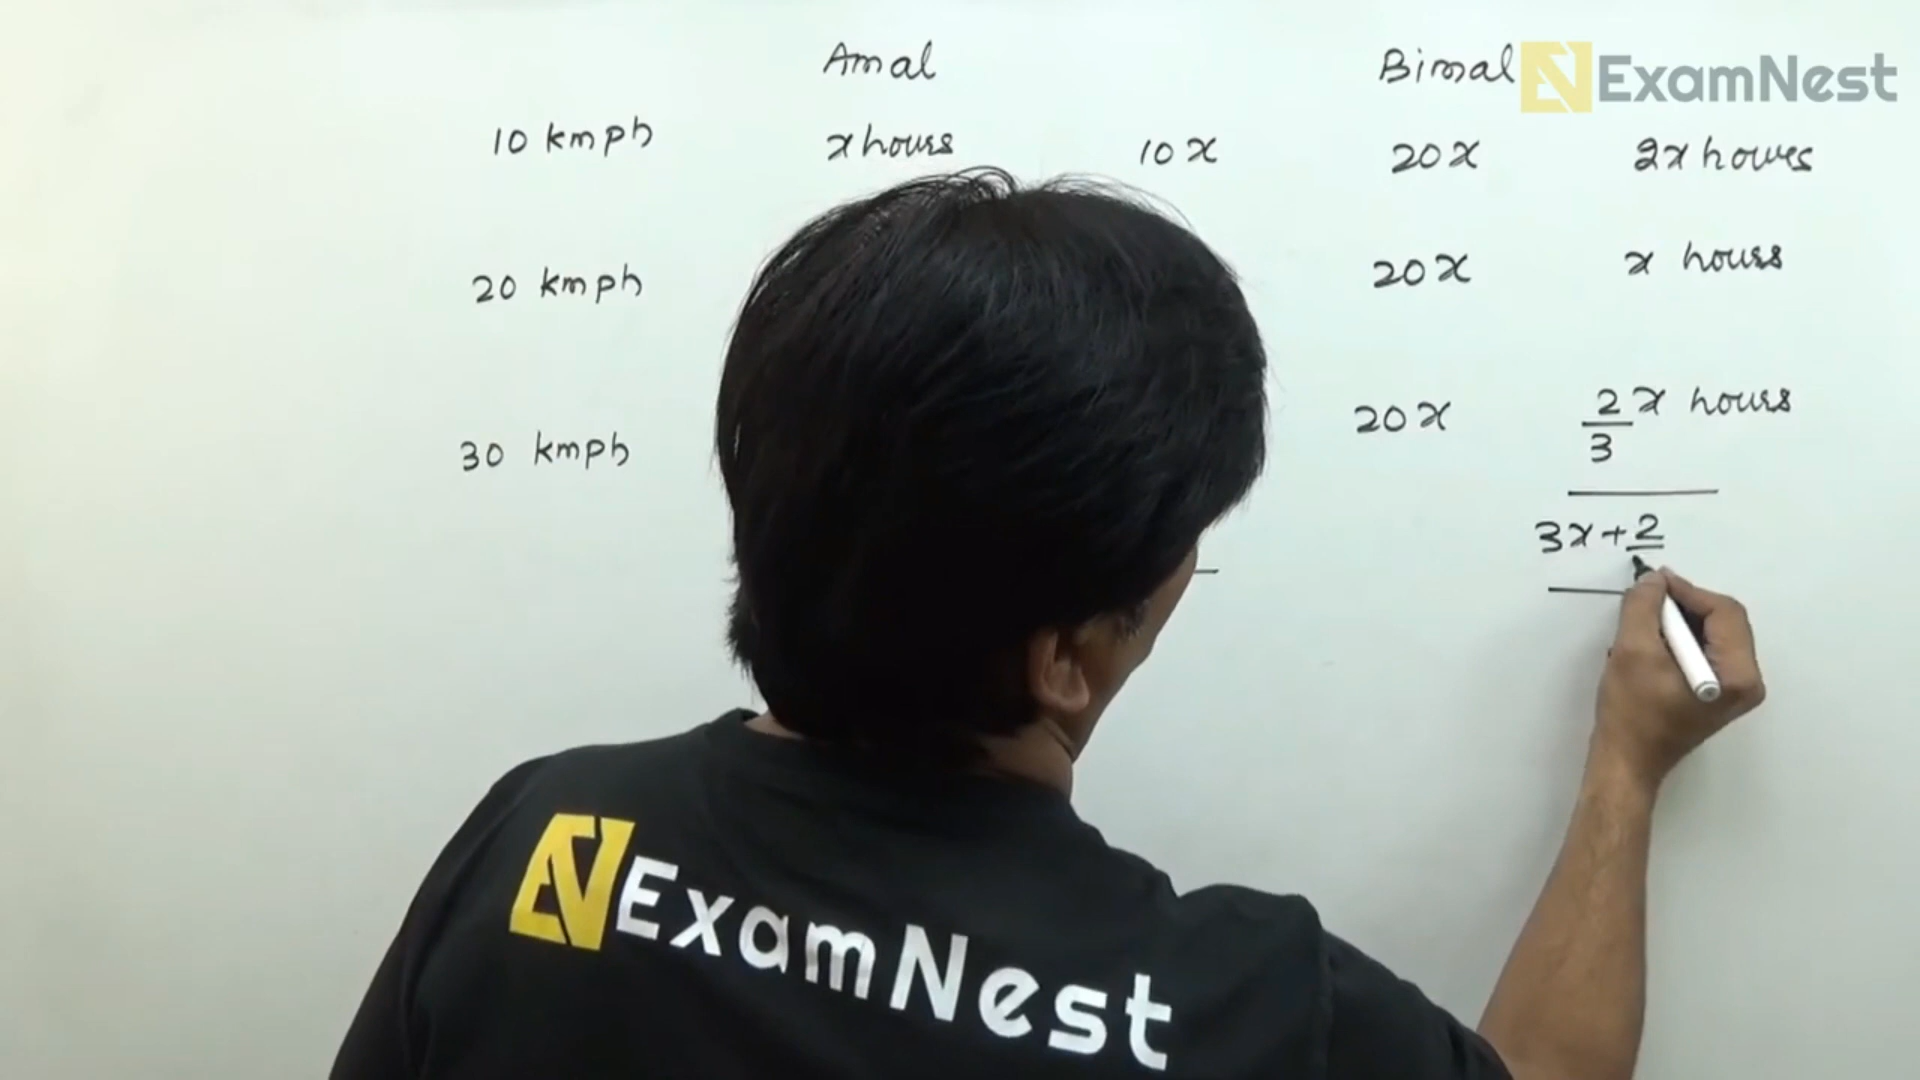 Amal Bimal
ExamNest
10 kmph x hours 10x 20x 2x hours
20 kmph 20x x hours
30 kmph 20x 2/3 x hours
3x + 2
ExamNest